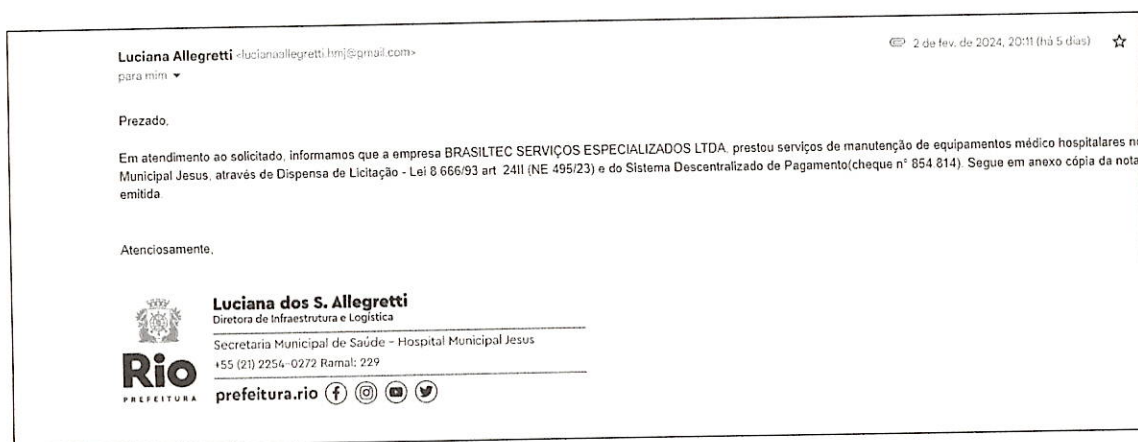 Luciana Allegretti <lucianaallegretti.hmj@gmail.com>
2 de fev. de 2024, 20:11 (há 5 dias)
para mim
Prezado,
Em atendimento ao solicitado, informamos que a empresa BRASILTEC SERVIÇOS ESPECIALIZADOS LTDA. prestou serviços de manutenção de equipamentos médico hospitalares no
Municipal Jesus, através de Dispensa de Licitação - Lei 8.666/93 art. 24II (NE 495/23) e do Sistema Descentralizado de Pagamento(cheque n° 854.814). Segue em anexo cópia da nota
emitida.
Atenciosamente,
Luciana dos S. Allegretti
Diretora de Infraestrutura e Logística
Secretaria Municipal de Saúde – Hospital Municipal Jesus
+55 (21) 2254-0272 Ramal: 229
Rio
PREFEITURA
prefeitura.rio